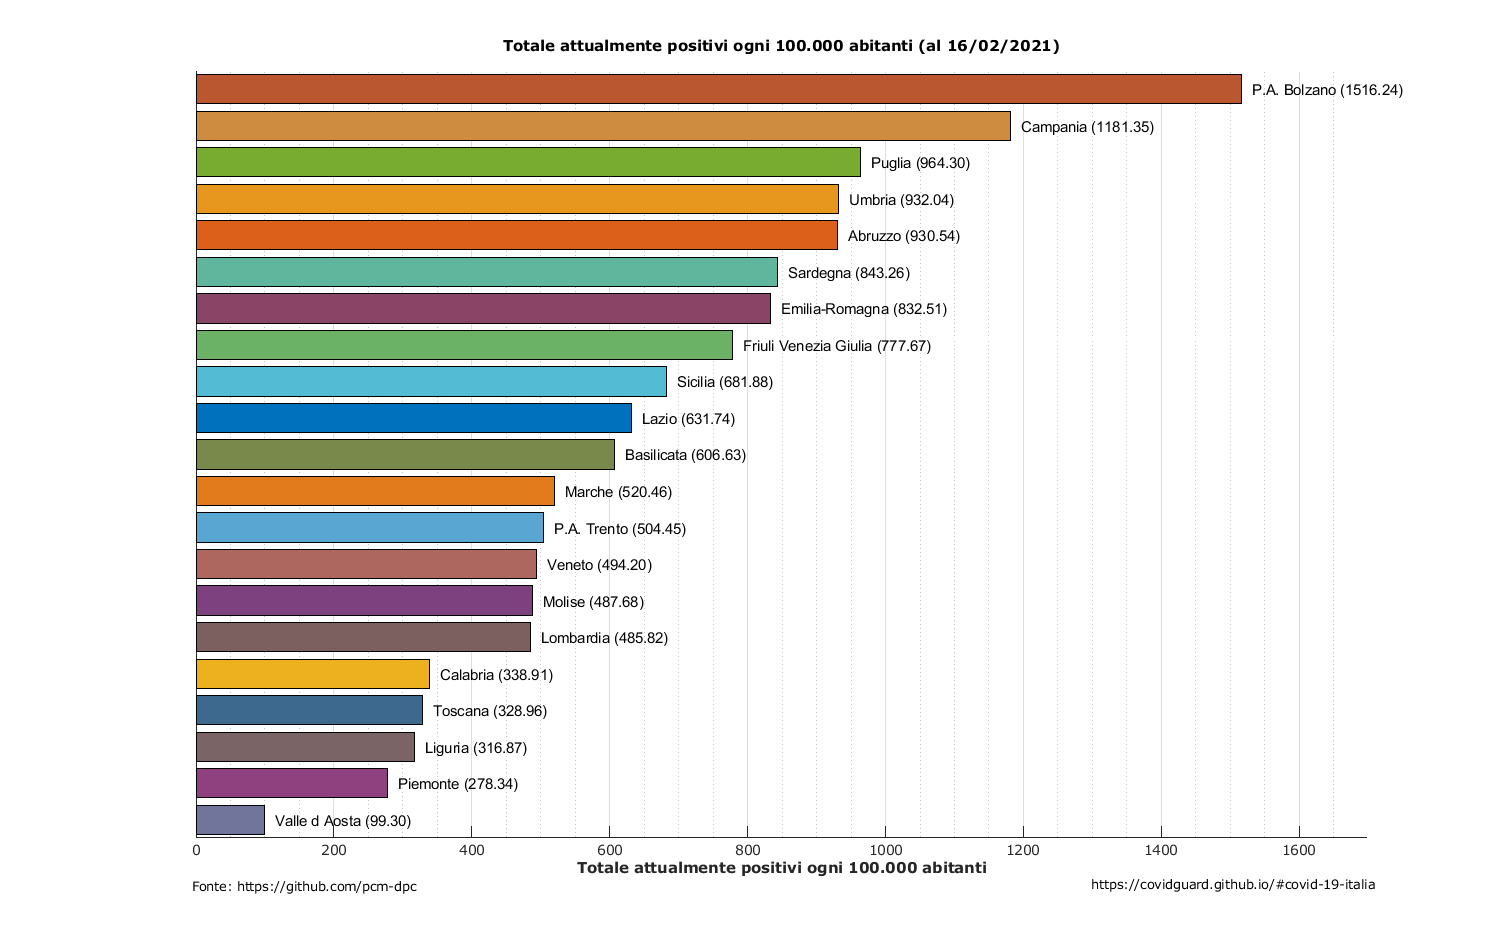 Totale attualmente positivi ogni 100.000 abitanti (al 16/02/2021)
P.A. Bolzano (1516.24)
Campania (1181.35)
Puglia (964.30)
Umbria (932.04)
Abruzzo (930.54)
Sardegna (843.26)
Emilia-Romagna (832.51)
Friuli Venezia Giulia (777.67)
Sicilia (681.88)
Lazio (631.74)
Basilicata (606.63)
Marche (520.46)
P.A. Trento (504.45)
Veneto (494.20)
Molise (487.68)
Lombardia (485.82)
Calabria (338.91)
Toscana (328.96)
Liguria (316.87)
Piemonte (278.34)
Valle d Aosta (99.30)
0 200 400 600 800 1000 1200 1400 1600
Totale attualmente positivi ogni 100.000 abitanti
Fonte: https://github.com/pcm-dpc
https://covidguard.github.io/#covid-19-italia